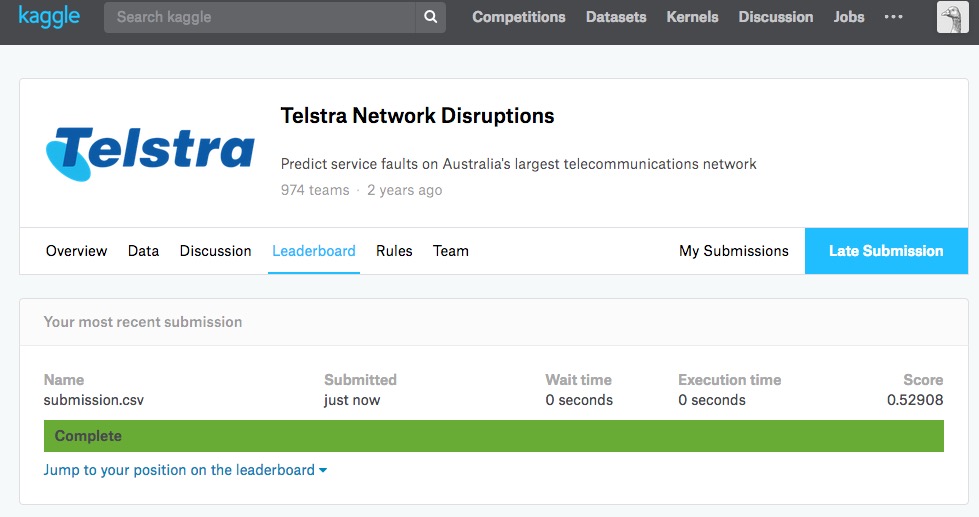 kaggle Search kaggle Competitions Datasets Kernels Discussion Jobs ...
Telstra
Telstra Network Disruptions
Predict service faults on Australia's largest telecommunications network
974 teams · 2 years ago
Overview Data Discussion Leaderboard Rules Team My Submissions Late Submission
Your most recent submission
Name Submitted Wait time Execution time Score
submission.csv just now 0 seconds 0 seconds 0.52908
Complete
Jump to your position on the leaderboard